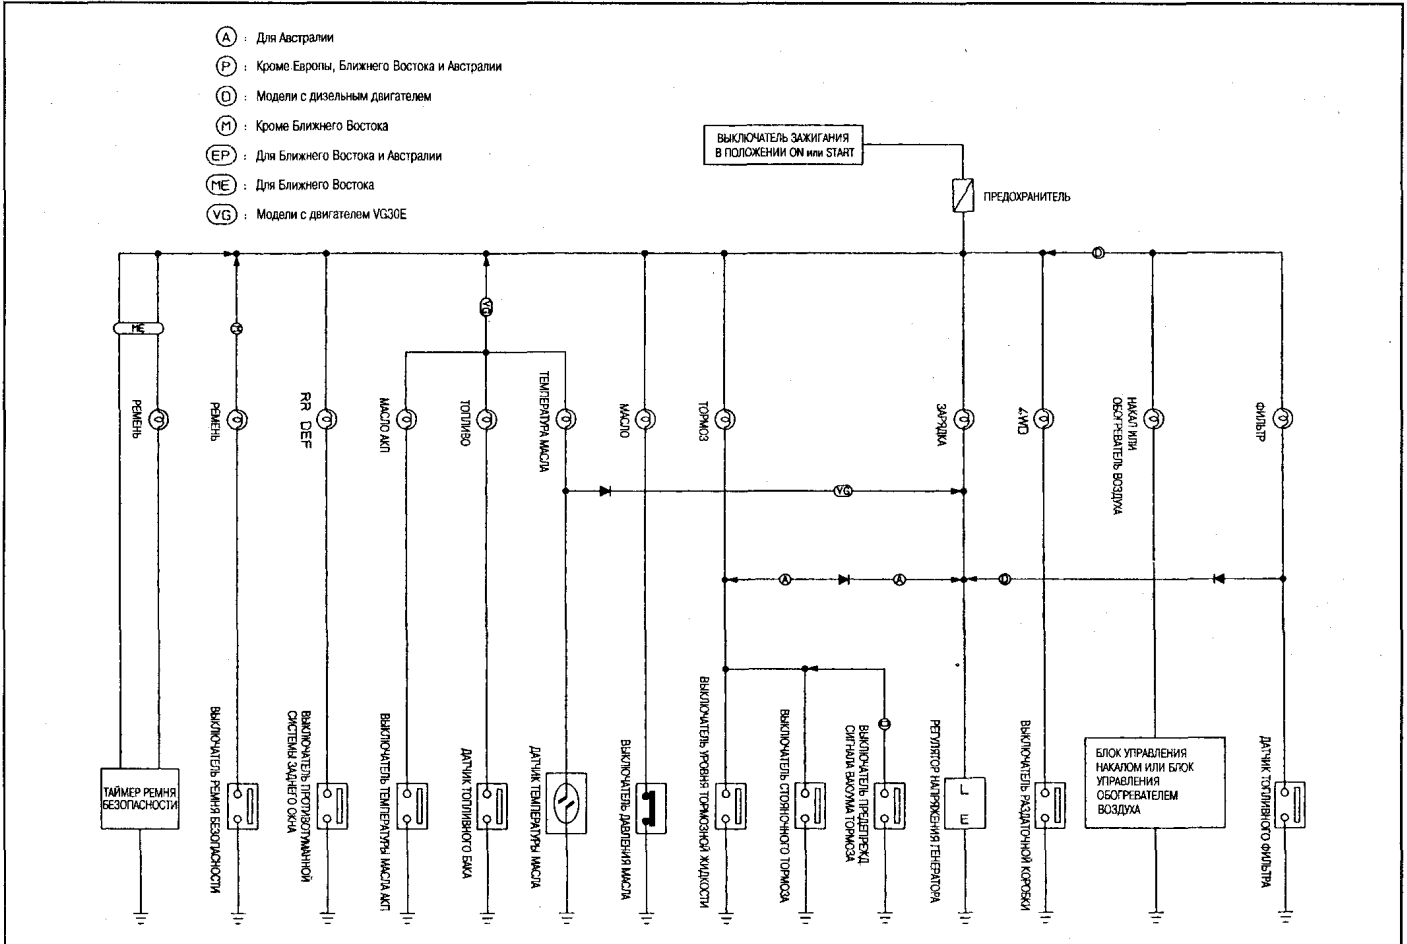 A : Для Австралии
P : Кроме Европы, Ближнего Востока и Австралии
D : Модели с дизельным двигателем
M : Кроме Ближнего Востока
EP : Для Ближнего Востока и Австралии
ME : Для Ближнего Востока
VG : Модели с двигателем VG30E
ВЫКЛЮЧАТЕЛЬ ЗАЖИГАНИЯ
В ПОЛОЖЕНИИ ON или START
ПРЕДОХРАНИТЕЛЬ
D
VG
ME
M
РЕМЕНЬ
РЕМЕНЬ
RR DEF
МАСЛО АКП
ТОПЛИВО
ТЕМПЕРАТУРА МАСЛА
МАСЛО
ТОРМОЗ
ЗАРЯДКА
4WD
НАКАЛ ИЛИ
ОБОГРЕВАТЕЛЬ ВОЗДУХА
ФИЛЬТР
VG
A
A
D
D
ТАЙМЕР РЕМНЯ
БЕЗОПАСНОСТИ
ВЫКЛЮЧАТЕЛЬ РЕМНЯ БЕЗОПАСНОСТИ
ВЫКЛЮЧАТЕЛЬ ПРОТИВОТУМАННОЙ
СИСТЕМЫ ЗАДНЕГО ОКНА
ВЫКЛЮЧАТЕЛЬ ТЕМПЕРАТУРЫ МАСЛА АКП
ДАТЧИК ТОПЛИВНОГО БАКА
ДАТЧИК ТЕМПЕРАТУРЫ МАСЛА
ВЫКЛЮЧАТЕЛЬ ДАВЛЕНИЯ МАСЛА
ВЫКЛЮЧАТЕЛЬ УРОВНЯ ТОРМОЗНОЙ ЖИДКОСТИ
ВЫКЛЮЧАТЕЛЬ СТОЯНОЧНОГО ТОРМОЗА
ВЫКЛЮЧАТЕЛЬ ПРЕДЕПРЕЖД.
СИГНАЛА ВАКУМА ТОРМОЗА
РЕГУЛЯТОР НАПРЯЖЕНИЯ ГЕНЕРАТОРА
L
E
ВЫКЛЮЧАТЕЛЬ РАЗДАТОЧНОЙ КОРОБКИ
БЛОК УПРАВЛЕНИЯ
НАКАЛОМ ИЛИ БЛОК
УПРАВЛЕНИЯ
ОБОГРЕВАТЕЛЕМ
ВОЗДУХА
ДАТЧИК ТОПЛИВНОГО ФИЛЬТРА